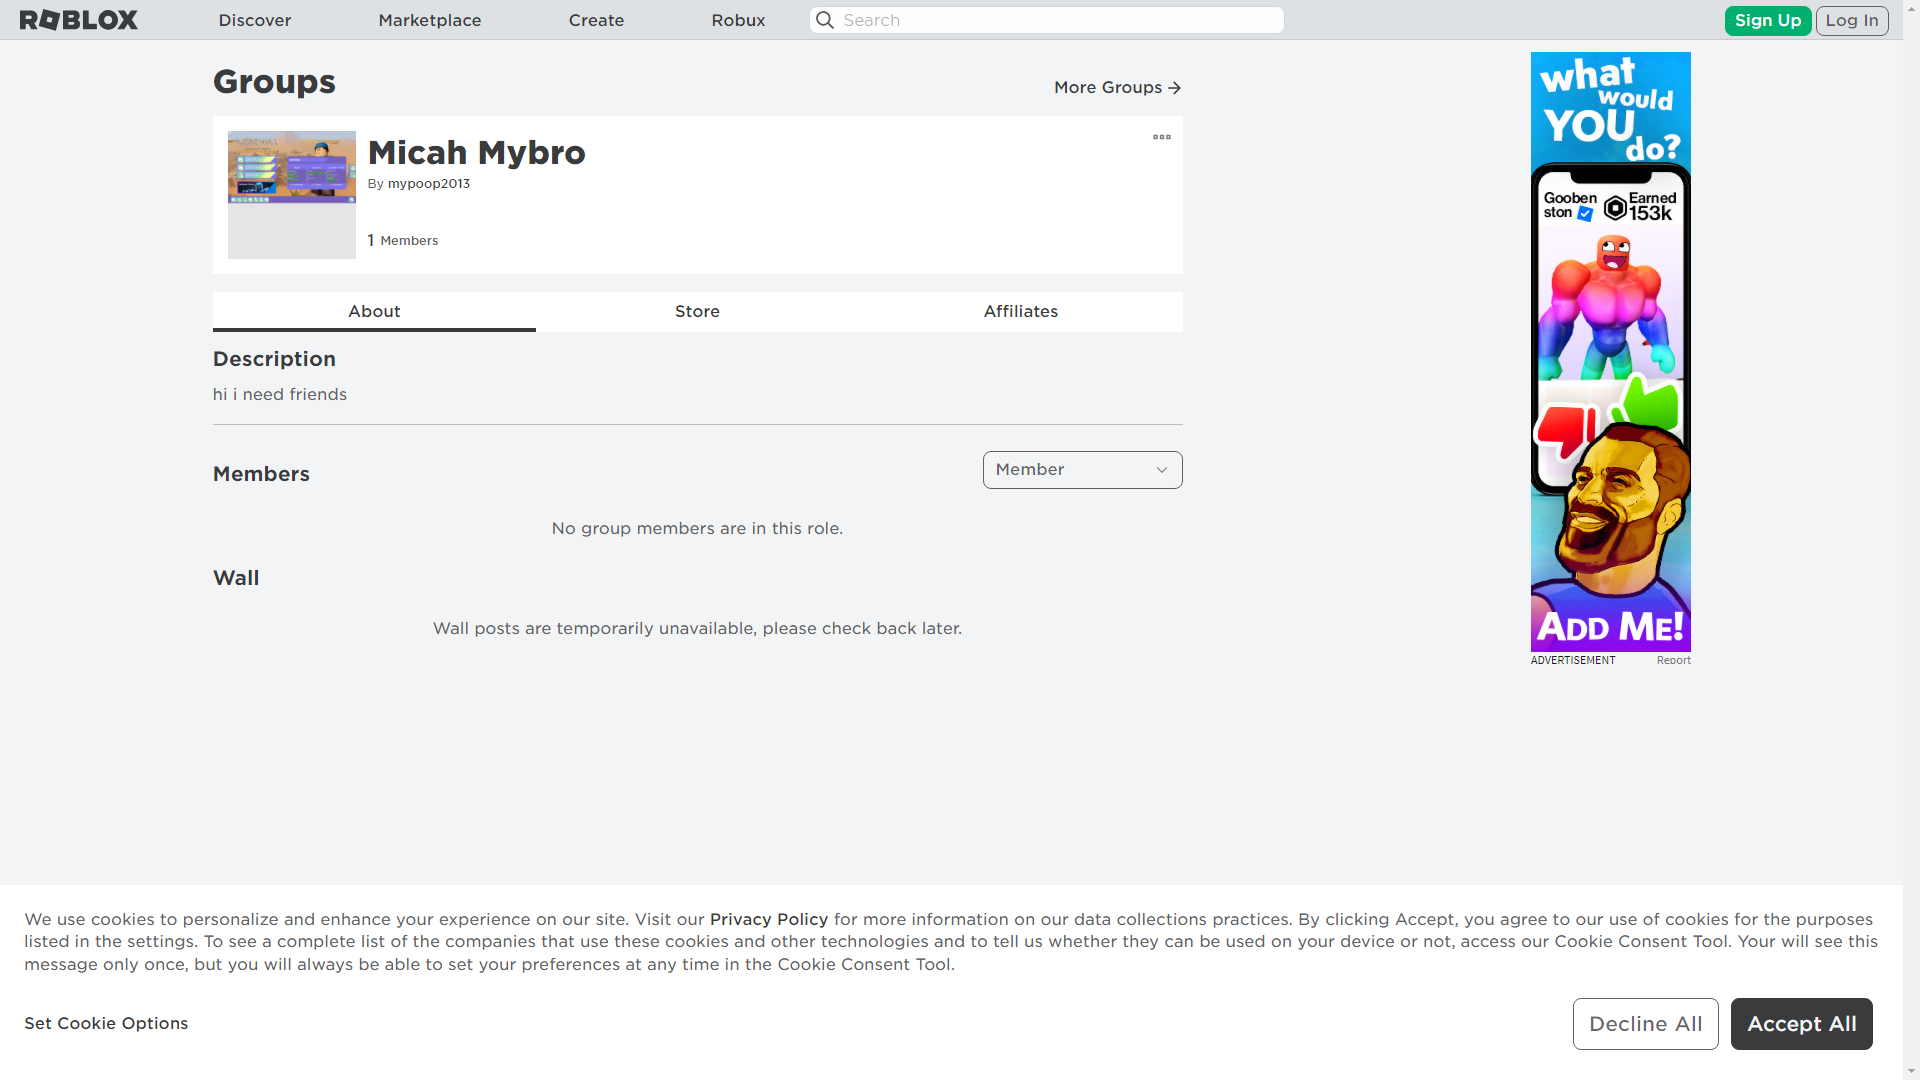 ROBLOX
Discover
Marketplace
Create
Robux
Search
Sign Up
Log In
Groups
More Groups
Micah Mybro
By mypoop2013
1 Members
About
Store
Affiliates
Description
hi i need friends
Members
Member
No group members are in this role.
Wall
Wall posts are temporarily unavailable, please check back later.
what
would
YOU
do?
Gooben
ston
Earned
153k
ADD ME!
ADVERTISEMENT
Report
We use cookies to personalize and enhance your experience on our site. Visit our Privacy Policy for more information on our data collections practices. By clicking Accept, you agree to our use of cookies for the purposes
listed in the settings. To see a complete list of the companies that use these cookies and other technologies and to tell us whether they can be used on your device or not, access our Cookie Consent Tool. Your will see this
message only once, but you will always be able to set your preferences at any time in the Cookie Consent Tool.
Set Cookie Options
Decline All
Accept All